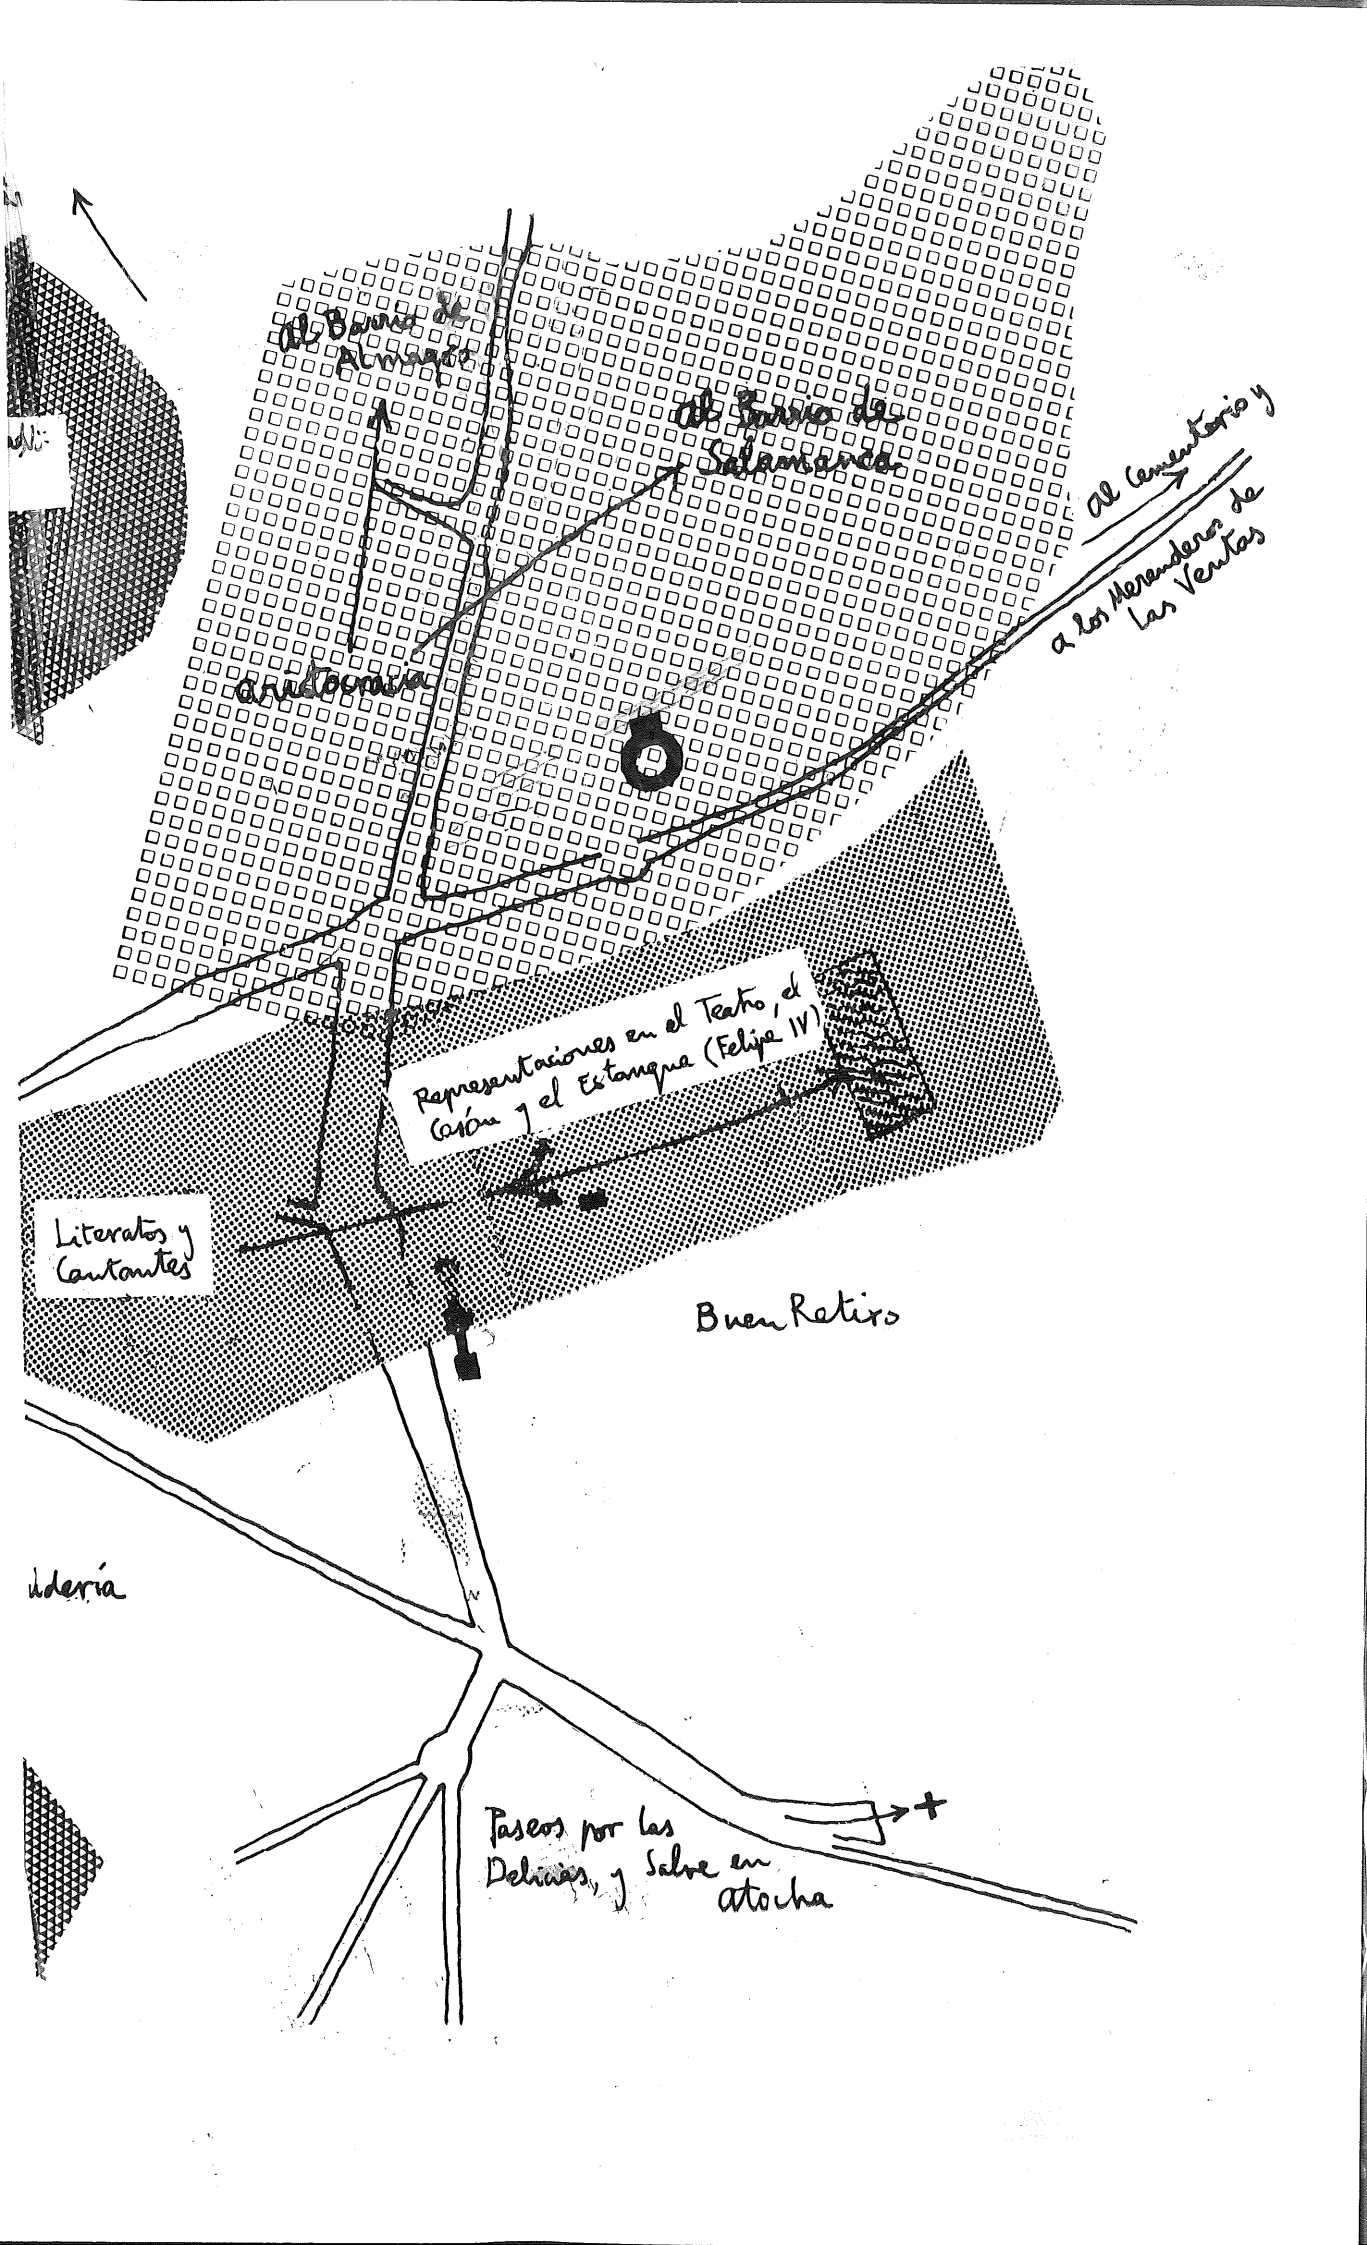 al Barrio de
Almagro
al Barrio de
Salamanca
al Cementerio y
a los Merenderos de
Las Ventas
aristocracia
Representaciones en el Teatro, el
Casón y el Estanque (Felipe IV)
Literatos y
Cantantes
Buen Retiro
ldería
Paseos por las
Delicias, y Salve en
atocha